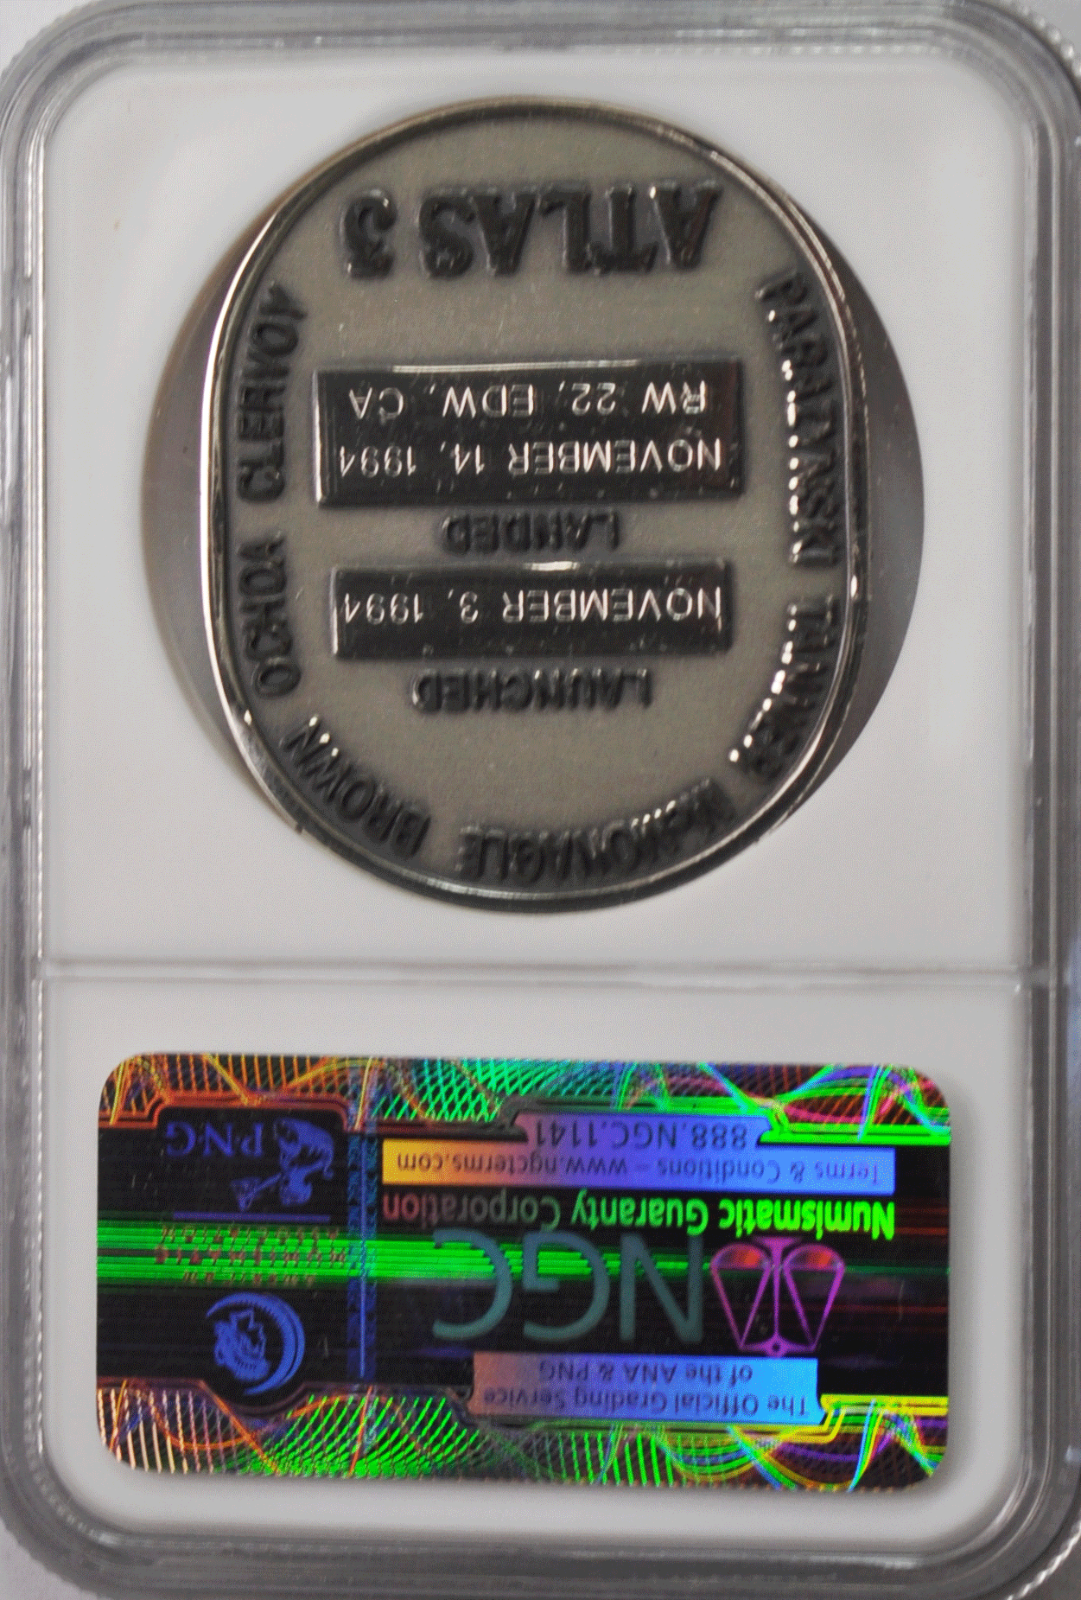 The Official Grading Service
of the ANA & PNG
NGC
Numismatic Guaranty Corporation
Terms & Conditions – www.ngcterms.com
888.NGC.1141
PNG
PARAZYNSKI TANNER McMONAGLE BROWN OCHOA CLERVOY
LAUNCHED
NOVEMBER 3, 1994
LANDED
NOVEMBER 14, 1994
RW 22, EDW, CA
ATLAS 3